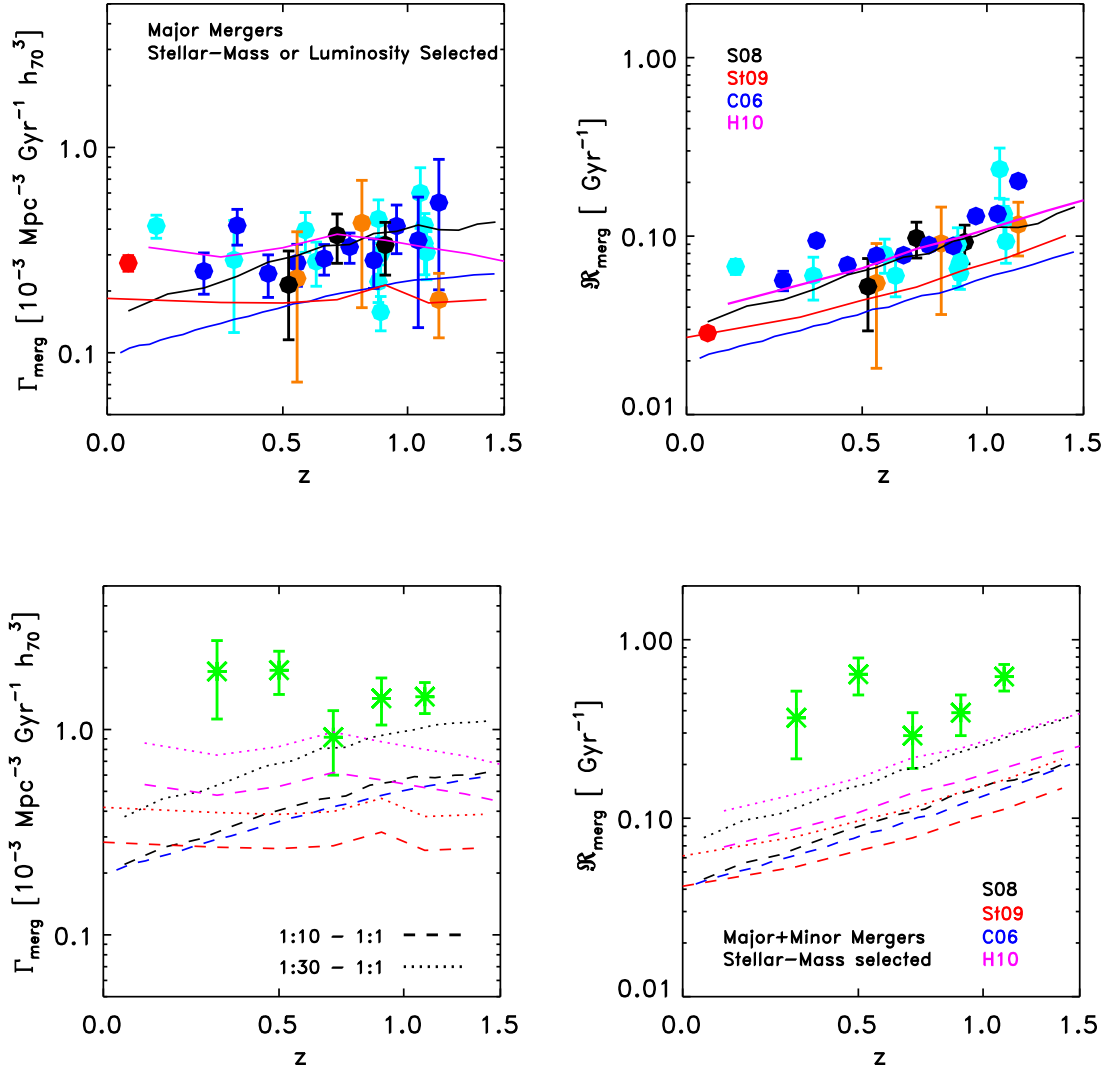 Major Mergers
Stellar-Mass or Luminosity Selected
Γmerg [10⁻³ Mpc⁻³ Gyr⁻¹ h₇₀³]
1.0
0.1
0.0 0.5 1.0 1.5
z
S08
St09
C06
H10
ℜmerg [ Gyr⁻¹]
1.00
0.10
0.01
0.0 0.5 1.0 1.5
z
Γmerg [10⁻³ Mpc⁻³ Gyr⁻¹ h₇₀³]
1.0
0.1
1:10 - 1:1
1:30 - 1:1
0.0 0.5 1.0 1.5
z
ℜmerg [ Gyr⁻¹]
1.00
0.10
0.01
S08
St09
C06
H10
Major+Minor Mergers
Stellar-Mass selected
0.0 0.5 1.0 1.5
z